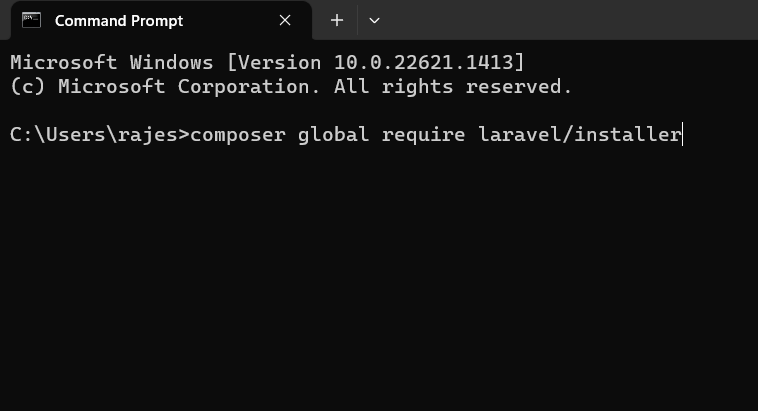 Command Prompt
Microsoft Windows [Version 10.0.22621.1413]
(c) Microsoft Corporation. All rights reserved.
C:\Users\rajes>composer global require laravel/installer